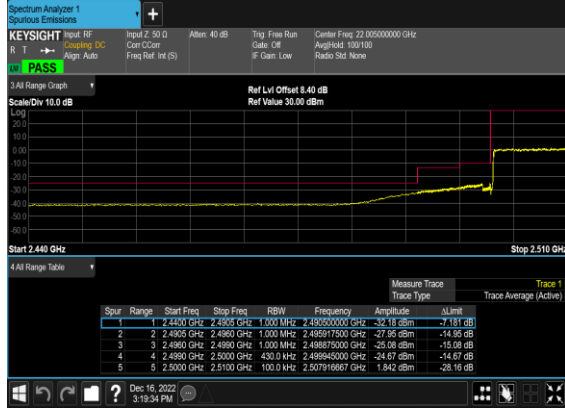 Spectrum Analyzer 1
Spurious Emissions
+
KEYSIGHT Input: RF Input Z: 50 Ω Atten: 40 dB Trig: Free Run Center Freq: 22.005000000 GHz
R T Coupling: DC Corr CCorr Gate: Off Avg|Hold: 100/100
Align: Auto Freq Ref: Int (S) IF Gain: Low Radio Std: None
PASS
3 All Range Graph
Ref Lvl Offset 8.40 dB
Scale/Div 10.0 dB Ref Value 30.00 dBm
Log
20.0
10.0
0.00
-10.0
-20.0
-30.0
-40.0
-50.0
-60.0
Start 2.440 GHz Stop 2.510 GHz
4 All Range Table
Measure Trace Trace 1
Trace Type Trace Average (Active)
Spur Range Start Freq Stop Freq RBW Frequency Amplitude ΔLimit
1 1 2.4400 GHz 2.4905 GHz 1.000 MHz 2.490500000 GHz -32.18 dBm -7.181 dB
2 2 2.4905 GHz 2.4960 GHz 1.000 MHz 2.495917500 GHz -27.95 dBm -14.95 dB
3 3 2.4960 GHz 2.4990 GHz 1.000 MHz 2.498875000 GHz -25.08 dBm -15.08 dB
4 4 2.4990 GHz 2.5000 GHz 430.0 kHz 2.499945000 GHz -24.67 dBm -14.67 dB
5 5 2.5000 GHz 2.5100 GHz 100.0 kHz 2.507916667 GHz 1.842 dBm -28.16 dB
? Dec 16, 2022
3:19:34 PM